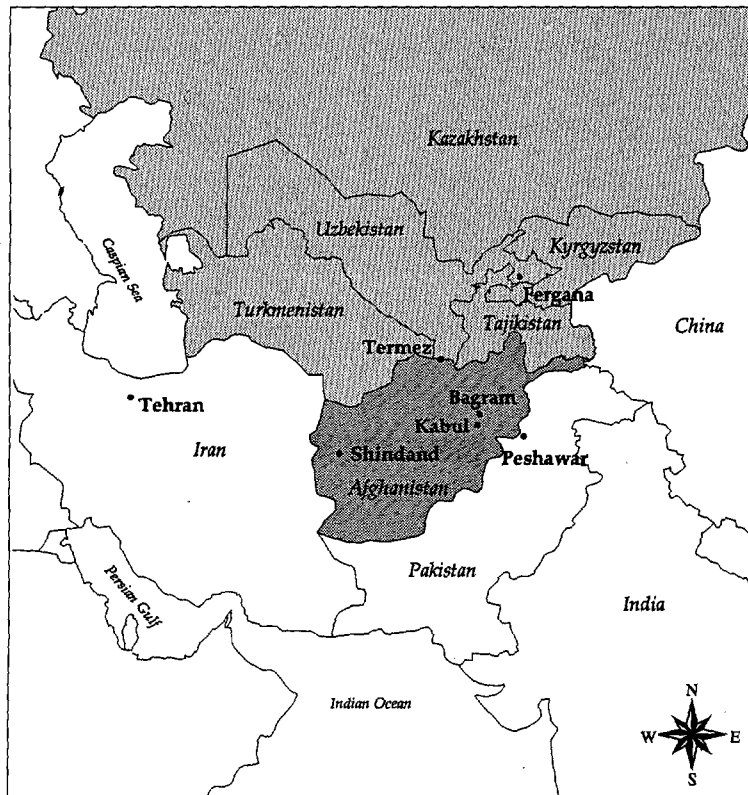 Kazakhstan
Uzbekistan
Kyrgyzstan
Caspian Sea
Fergana
Turkmenistan
Tajikistan
China
Termez
Bagram
Tehran
Kabul
Iran
Shindand
Peshawar
Afghanistan
Pakistan
Persian Gulf
India
Indian Ocean
N
W E
S